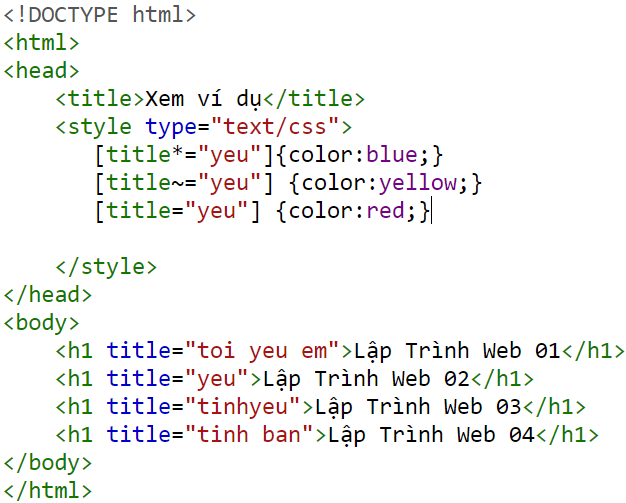 <!DOCTYPE html>
<html>
<head>
    <title>Xem ví dụ</title>
    <style type="text/css">
       [title*="yeu"]{color:blue;}
       [title~="yeu"] {color:yellow;}
       [title="yeu"] {color:red;}
    </style>
</head>
<body>
    <h1 title="toi yeu em">Lập Trình Web 01</h1>
    <h1 title="yeu">Lập Trình Web 02</h1>
    <h1 title="tinhyeu">Lập Trình Web 03</h1>
    <h1 title="tinh ban">Lập Trình Web 04</h1>
</body>
</html>